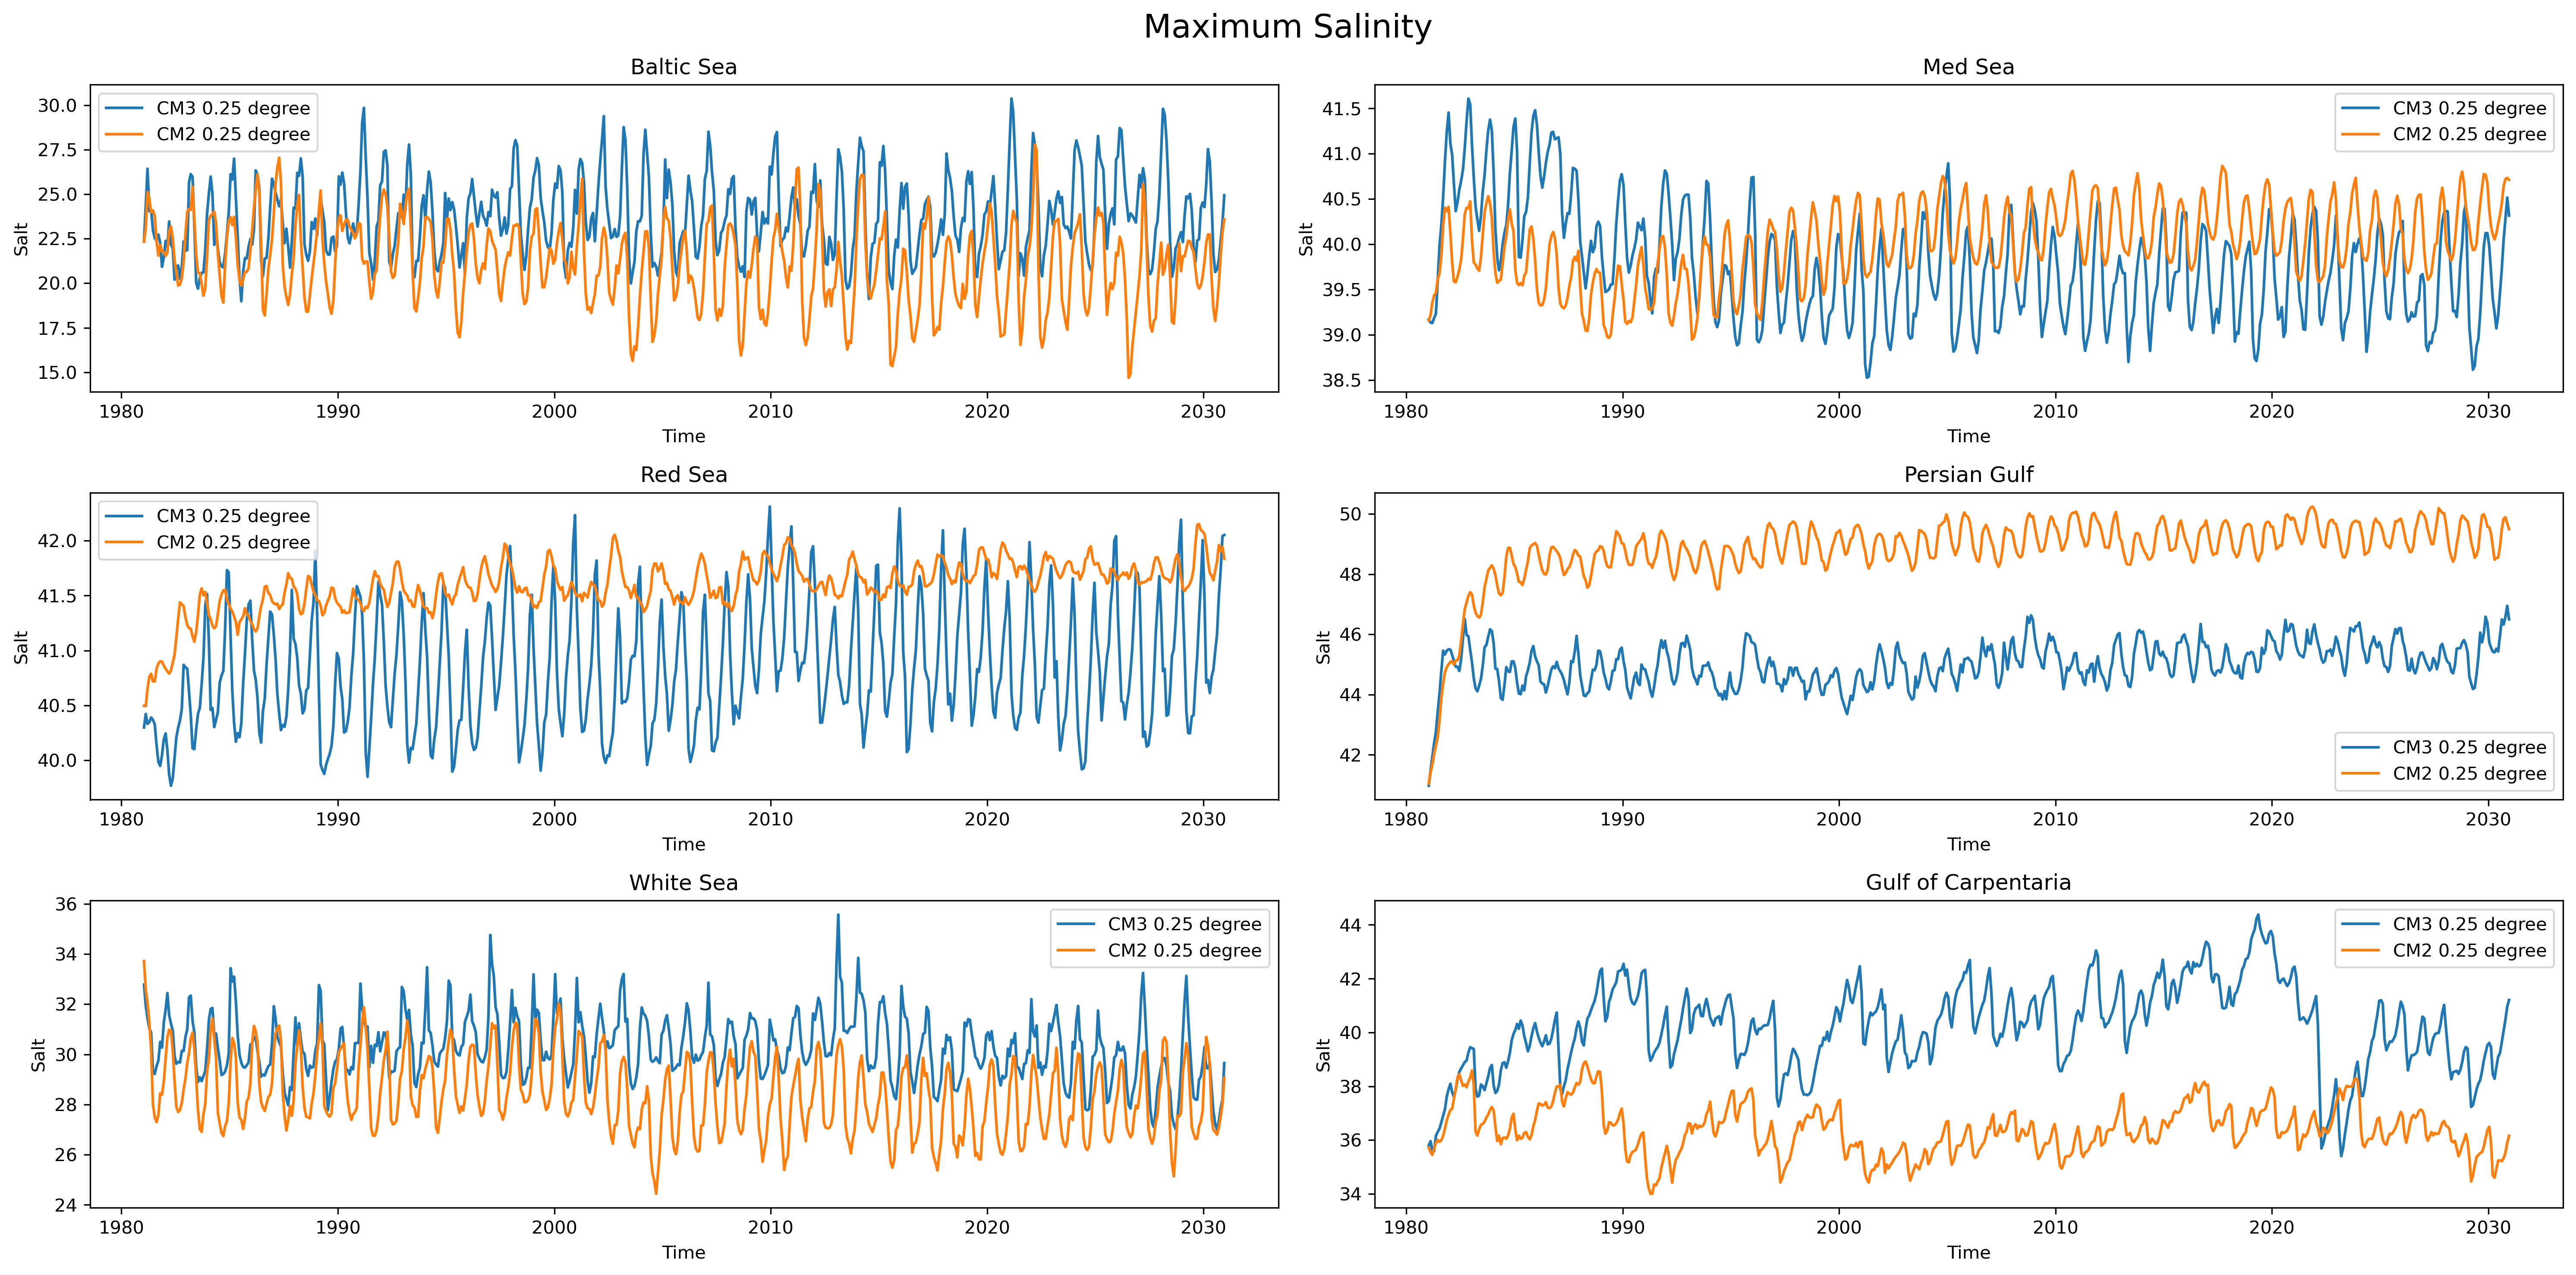 Maximum Salinity
Baltic Sea
CM3 0.25 degree
CM2 0.25 degree
Salt
30.0
27.5
25.0
22.5
20.0
17.5
15.0
1980 1990 2000 2010 2020 2030
Time
Med Sea
CM3 0.25 degree
CM2 0.25 degree
Salt
41.5
41.0
40.5
40.0
39.5
39.0
38.5
1980 1990 2000 2010 2020 2030
Time
Red Sea
CM3 0.25 degree
CM2 0.25 degree
Salt
42.0
41.5
41.0
40.5
40.0
1980 1990 2000 2010 2020 2030
Time
Persian Gulf
Salt
50
48
46
44
42
CM3 0.25 degree
CM2 0.25 degree
1980 1990 2000 2010 2020 2030
Time
White Sea
CM3 0.25 degree
CM2 0.25 degree
Salt
36
34
32
30
28
26
24
1980 1990 2000 2010 2020 2030
Time
Gulf of Carpentaria
CM3 0.25 degree
CM2 0.25 degree
Salt
44
42
40
38
36
34
1980 1990 2000 2010 2020 2030
Time